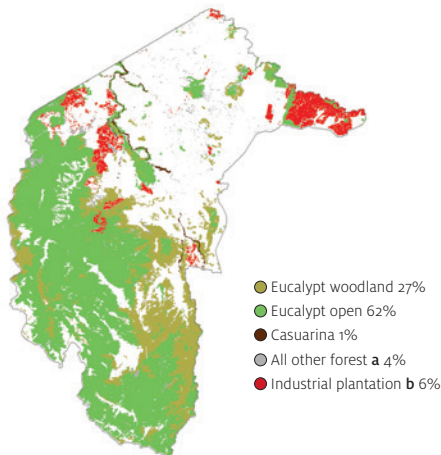 Eucalypt woodland 27%
Eucalypt open 62%
Casuarina 1%
All other forest a 4%
Industrial plantation b 6%